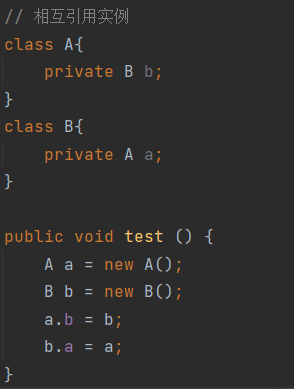 // 相互引用实例
class A{
    private B b;
}
class B{
    private A a;
}

public void test () {
    A a = new A();
    B b = new B();
    a.b = b;
    b.a = a;
}